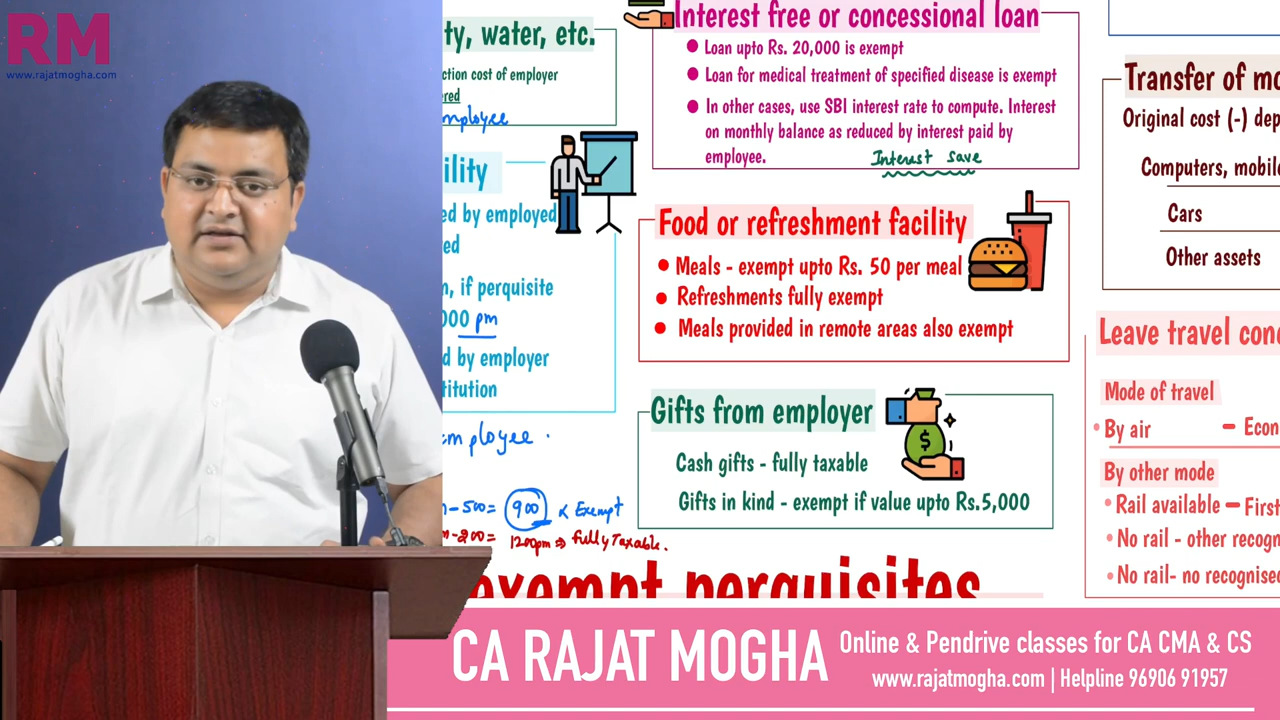 RM
www.rajatmogha.com
ty, water, etc.
ction cost of employer
ered
mployee
ility
ed by employed
ed
n, if perquisite
000 pm
d by employer
titution
employee.
n-500= 900 Exempt
n-200= 1200pm ⇒ fully Taxable.
Interest free or concessional loan
● Loan upto Rs. 20,000 is exempt
● Loan for medical treatment of specified disease is exempt
● In other cases, use SBI interest rate to compute. Interest
on monthly balance as reduced by interest paid by
employee.
Interest save
Food or refreshment facility
● Meals - exempt upto Rs. 50 per meal
● Refreshments fully exempt
● Meals provided in remote areas also exempt
Gifts from employer
Cash gifts - fully taxable
Gifts in kind - exempt if value upto Rs.5,000
exempt perquisites
Transfer of mo
Original cost (-) dep
Computers, mobile
Cars
Other assets
Leave travel conc
Mode of travel
• By air - Econ
By other mode
• Rail available - First
• No rail - other recogn
• No rail- no recognise
CA RAJAT MOGHA
Online & Pendrive classes for CA CMA & CS
www.rajatmogha.com | Helpline 96906 91957